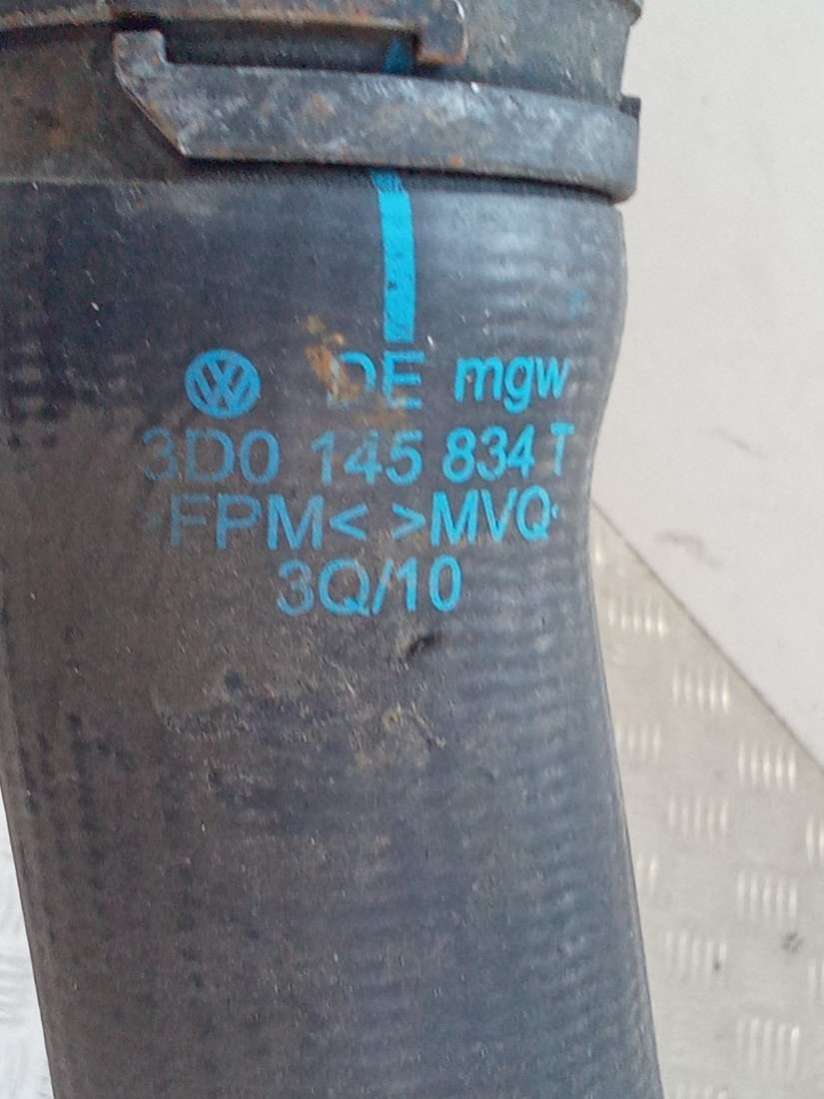 DE mgw
3D0 145 834 T
>FPM< >MVQ<
3Q/10